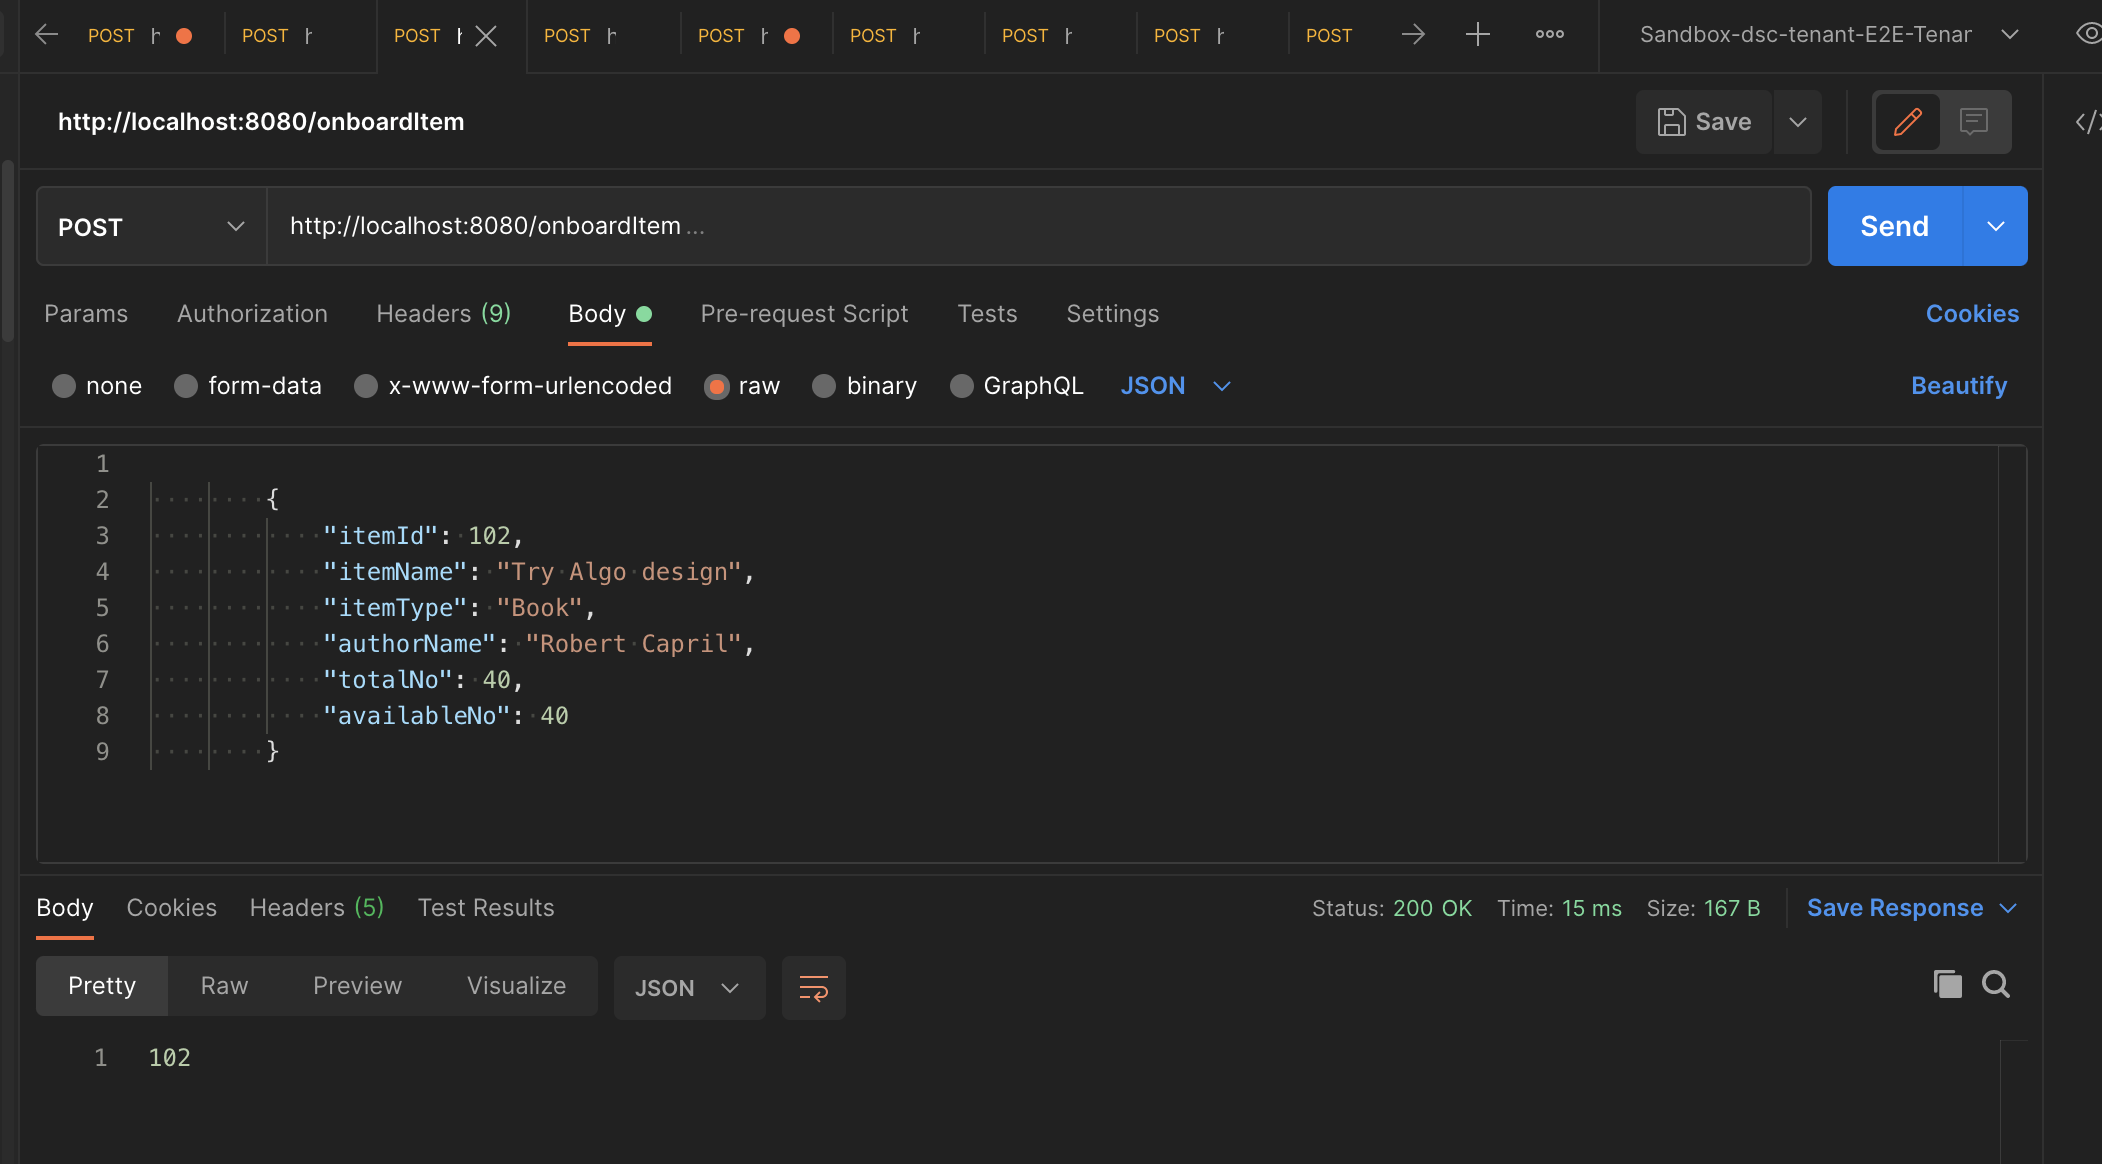 POST POST POST POST POST POST POST POST POST Sandbox-dsc-tenant-E2E-Tenar
http://localhost:8080/onboardItem
Save
POST http://localhost:8080/onboardItem ... Send
Params Authorization Headers (9) Body Pre-request Script Tests Settings Cookies
none form-data x-www-form-urlencoded raw binary GraphQL JSON Beautify
1
2 {
3 "itemId": 102,
4 "itemName": "Try Algo design",
5 "itemType": "Book",
6 "authorName": "Robert Capril",
7 "totalNo": 40,
8 "availableNo": 40
9 }
Body Cookies Headers (5) Test Results Status: 200 OK Time: 15 ms Size: 167 B Save Response
Pretty Raw Preview Visualize JSON
1 102